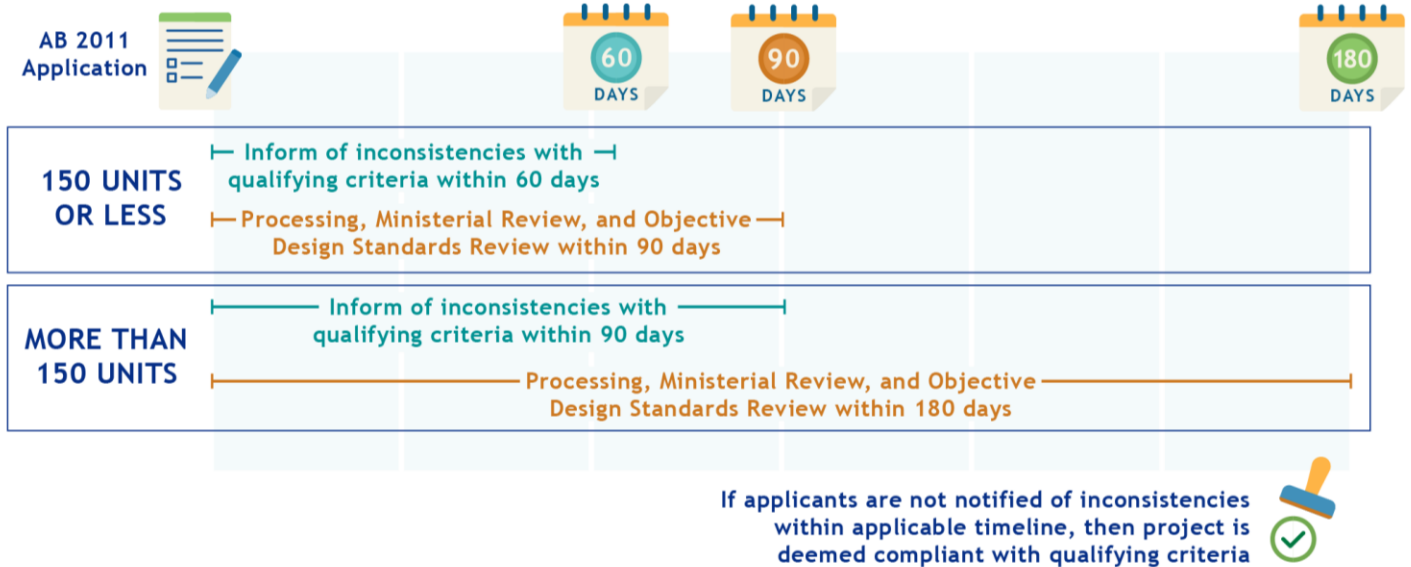 AB 2011
Application
60
DAYS
90
DAYS
180
DAYS
150 UNITS
OR LESS
Inform of inconsistencies with
qualifying criteria within 60 days
Processing, Ministerial Review, and Objective
Design Standards Review within 90 days
MORE THAN
150 UNITS
Inform of inconsistencies with
qualifying criteria within 90 days
Processing, Ministerial Review, and Objective
Design Standards Review within 180 days
If applicants are not notified of inconsistencies
within applicable timeline, then project is
deemed compliant with qualifying criteria